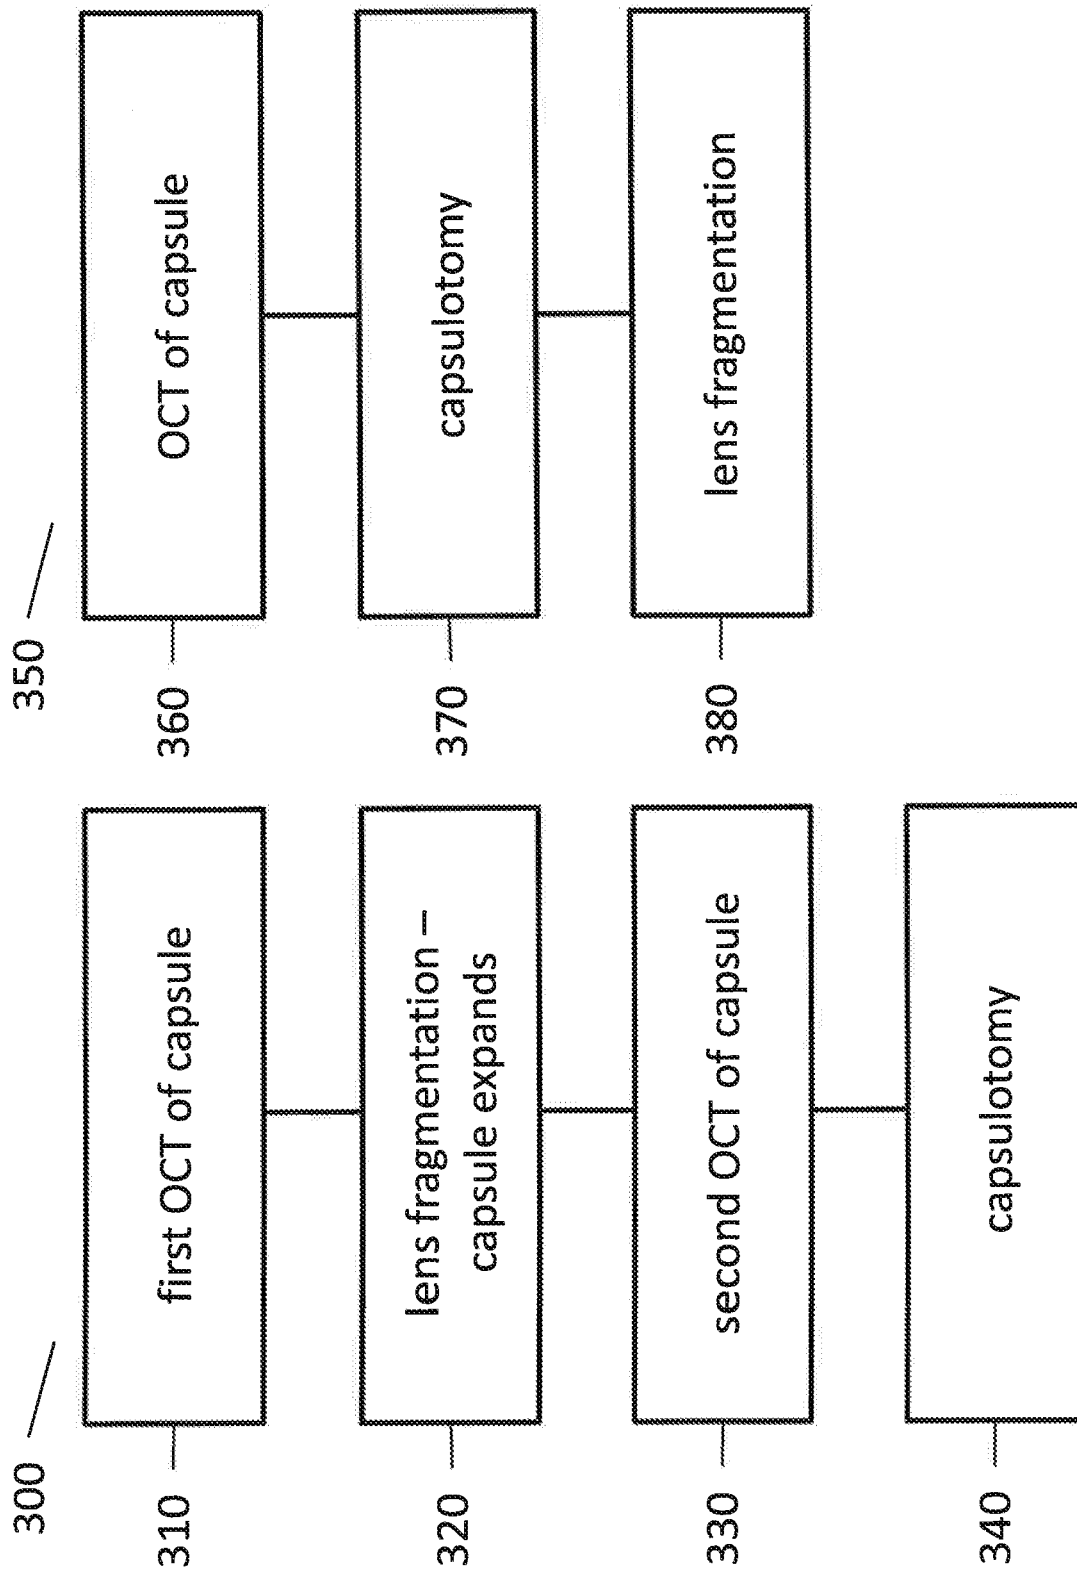 300
310
first OCT of capsule
320
lens fragmentation –
capsule expands
330
second OCT of capsule
340
capsulotomy
350
360
OCT of capsule
370
capsulotomy
380
lens fragmentation